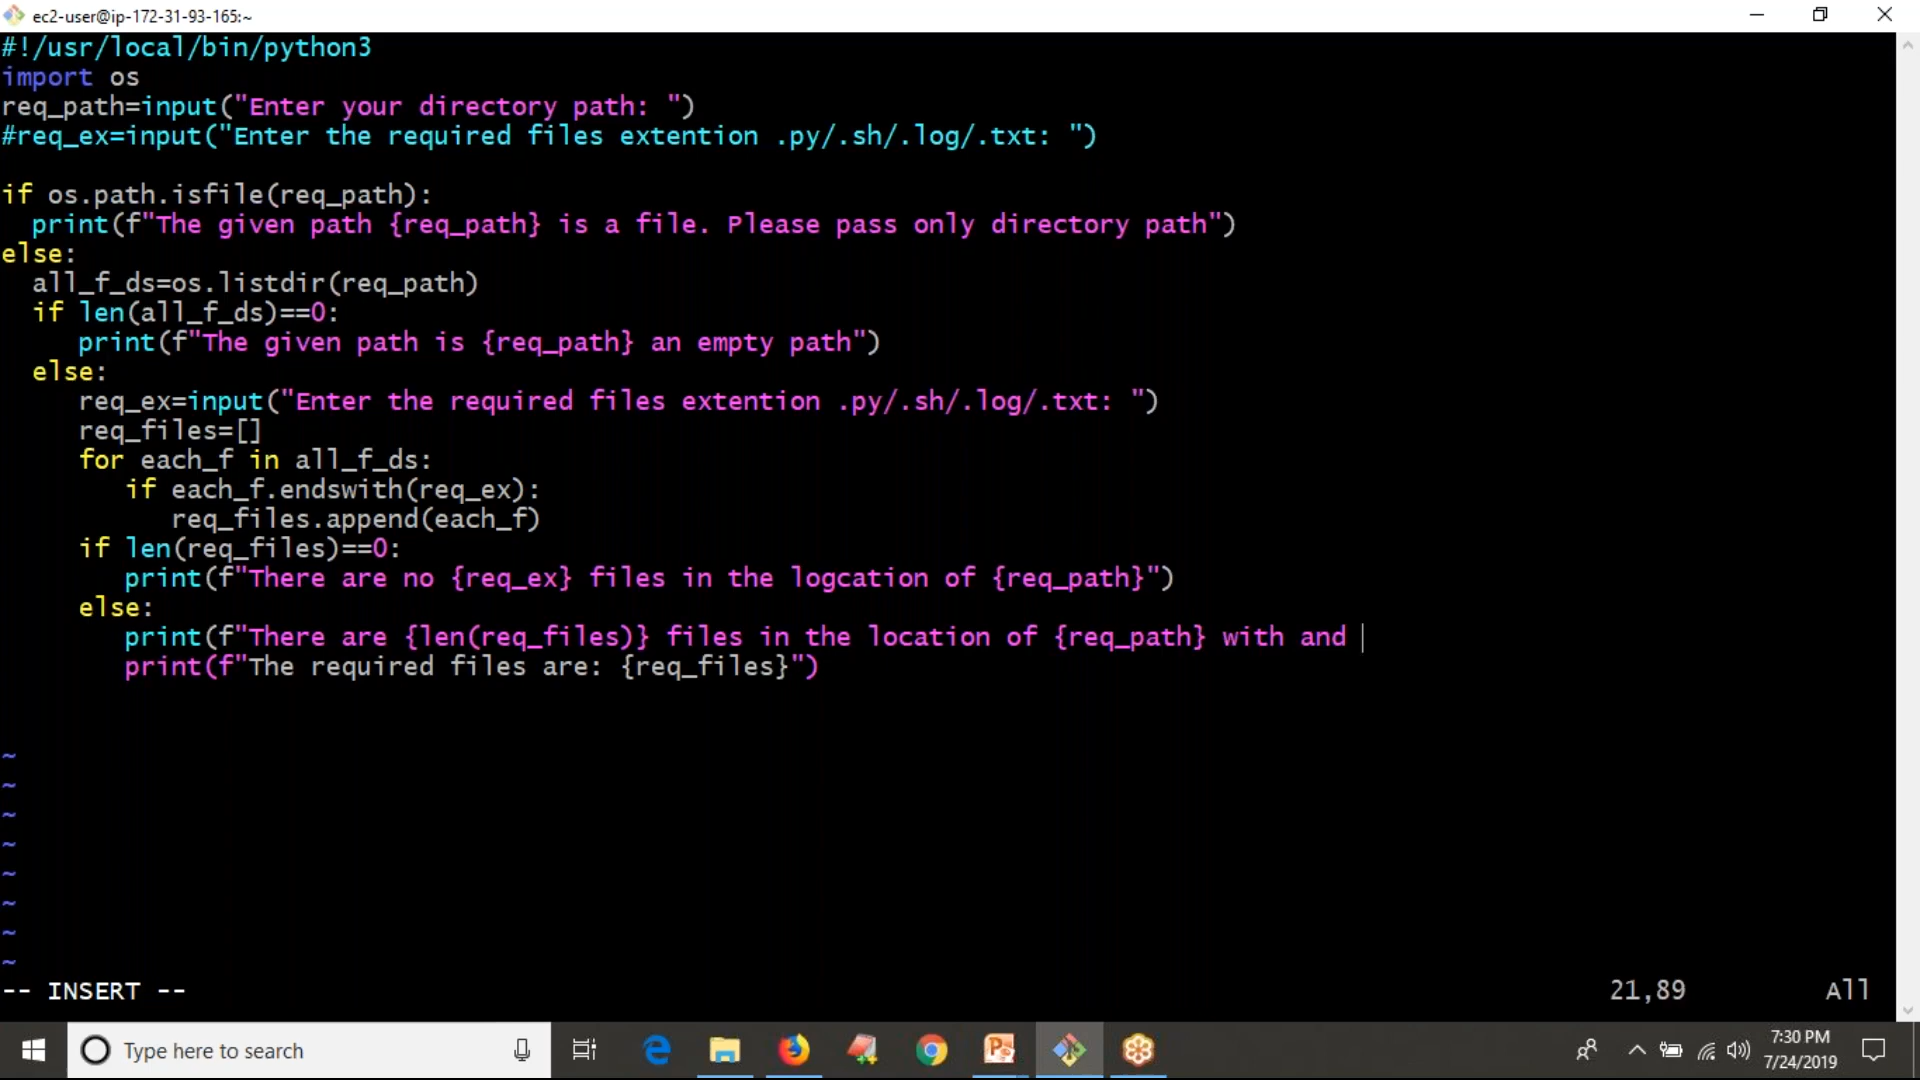 ec2-user@ip-172-31-93-165:~
#!/usr/local/bin/python3
import os
req_path=input("Enter your directory path: ")
#req_ex=input("Enter the required files extention .py/.sh/.log/.txt: ")
if os.path.isfile(req_path):
  print(f"The given path {req_path} is a file. Please pass only directory path")
else:
  all_f_ds=os.listdir(req_path)
  if len(all_f_ds)==0:
     print(f"The given path is {req_path} an empty path")
  else:
     req_ex=input("Enter the required files extention .py/.sh/.log/.txt: ")
     req_files=[]
     for each_f in all_f_ds:
        if each_f.endswith(req_ex):
           req_files.append(each_f)
     if len(req_files)==0:
        print(f"There are no {req_ex} files in the logcation of {req_path}")
     else:
        print(f"There are {len(req_files)} files in the location of {req_path} with and
        print(f"The required files are: {req_files}")
~
~
~
~
~
~
~
~
-- INSERT --    21,89    All
Type here to search
7:30 PM
7/24/2019